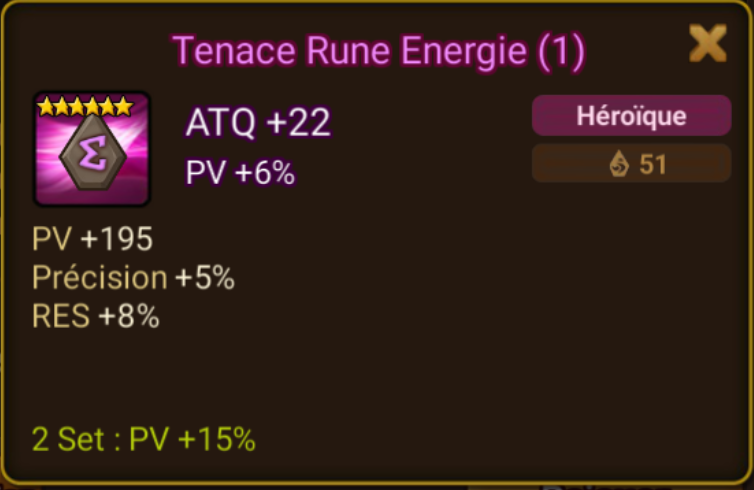 Tenace Rune Energie (1)
ATQ +22
Héroïque
PV +6%
51
PV +195
Précision +5%
RES +8%
2 Set : PV +15%